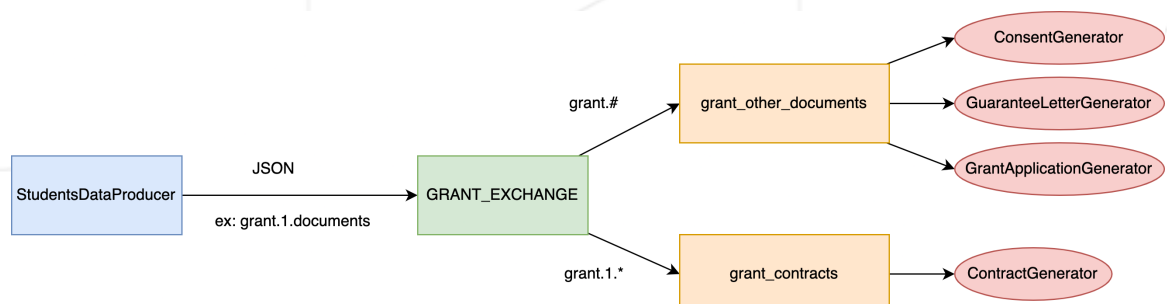 ConsentGenerator
grant.#
grant_other_documents
GuaranteeLetterGenerator
JSON
GrantApplicationGenerator
StudentsDataProducer
GRANT_EXCHANGE
ex: grant.1.documents
grant.1.*
grant_contracts
ContractGenerator